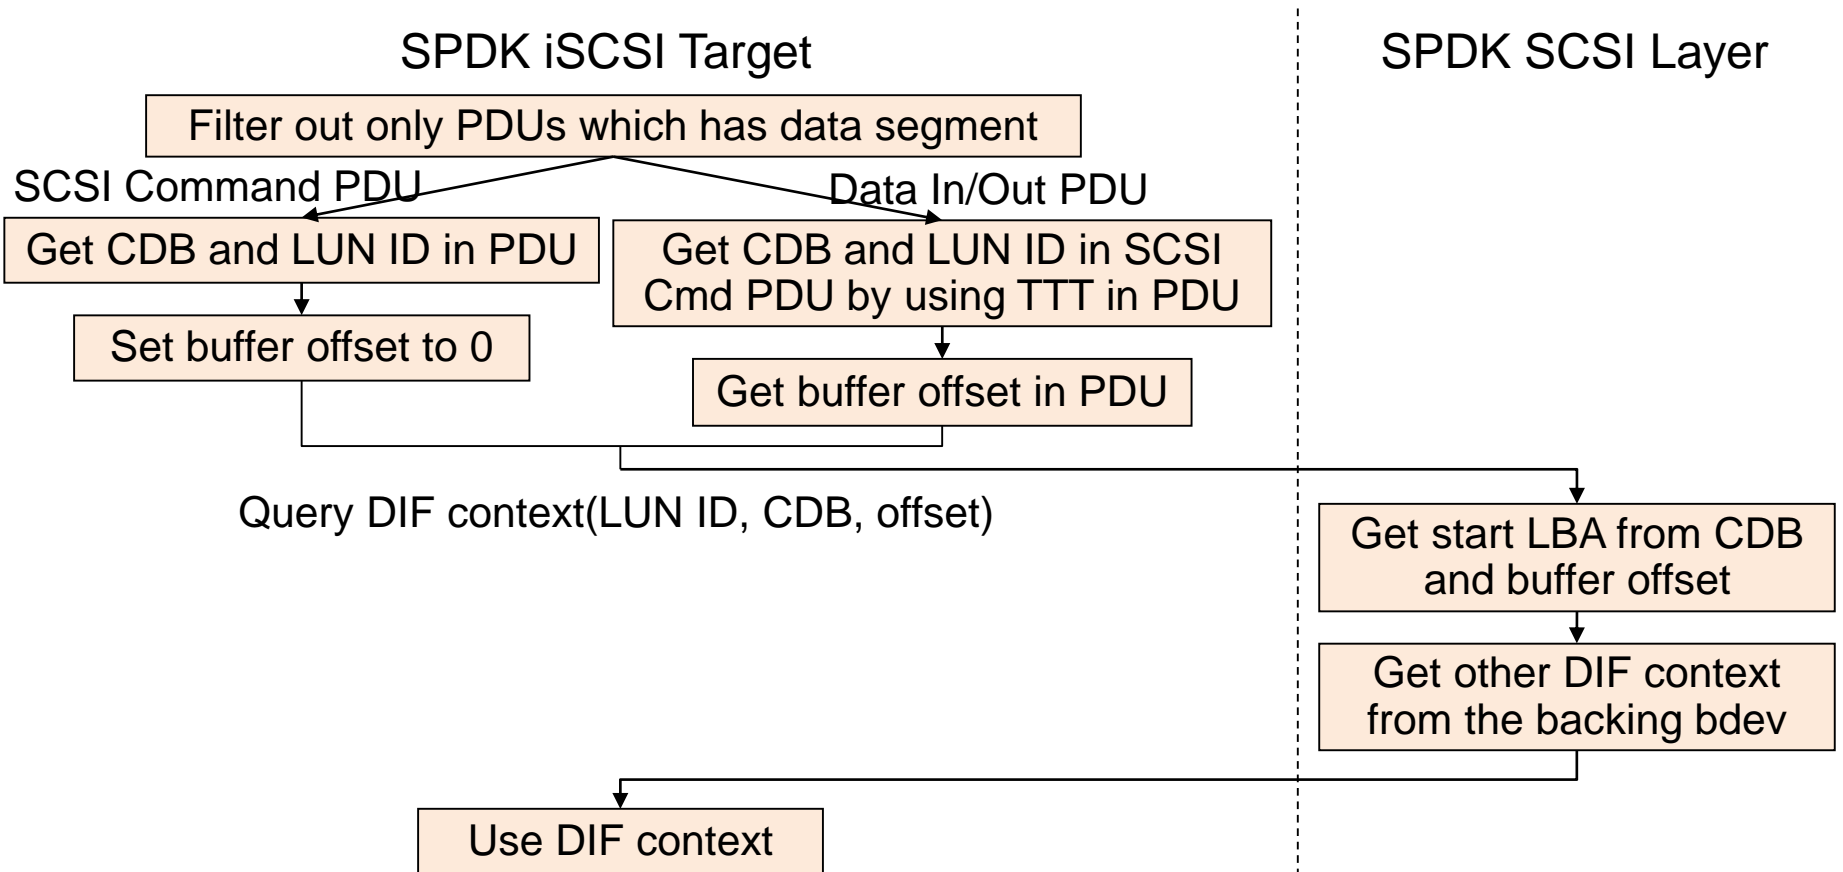 SPDK iSCSI Target
SPDK SCSI Layer
Filter out only PDUs which has data segment
SCSI Command PDU
Data In/Out PDU
Get CDB and LUN ID in PDU
Get CDB and LUN ID in SCSI
Cmd PDU by using TTT in PDU
Set buffer offset to 0
Get buffer offset in PDU
Query DIF context(LUN ID, CDB, offset)
Get start LBA from CDB
and buffer offset
Get other DIF context
from the backing bdev
Use DIF context